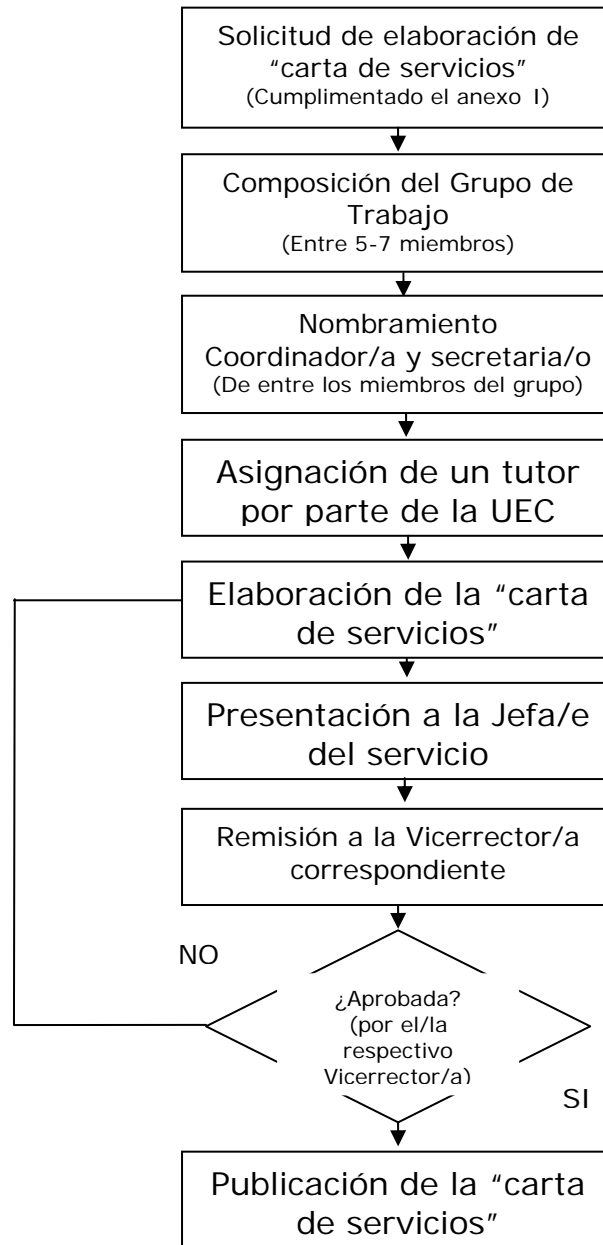 Solicitud de elaboración de
“carta de servicios”
(Cumplimentado el anexo I)
Composición del Grupo de
Trabajo
(Entre 5-7 miembros)
Nombramiento
Coordinador/a y secretaria/o
(De entre los miembros del grupo)
Asignación de un tutor
por parte de la UEC
Elaboración de la “carta
de servicios”
Presentación a la Jefa/e
del servicio
Remisión a la Vicerrector/a
correspondiente
NO
¿Aprobada?
(por el/la
respectivo
Vicerrector/a)
SI
Publicación de la “carta
de servicios”